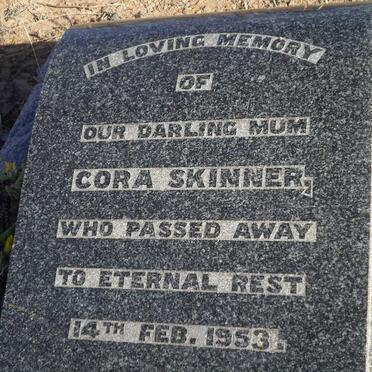 IN LOVING MEMORY
OF
OUR DARLING MUM
CORA SKINNER,
WHO PASSED AWAY
TO ETERNAL REST
14TH FEB. 1953.